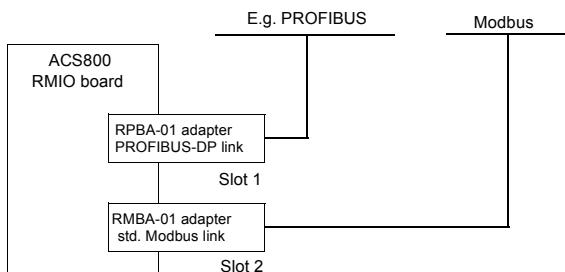 E.g. PROFIBUS
Modbus
ACS800
RMIO board
RPBA-01 adapter
PROFIBUS-DP link
Slot 1
RMBA-01 adapter
std. Modbus link
Slot 2